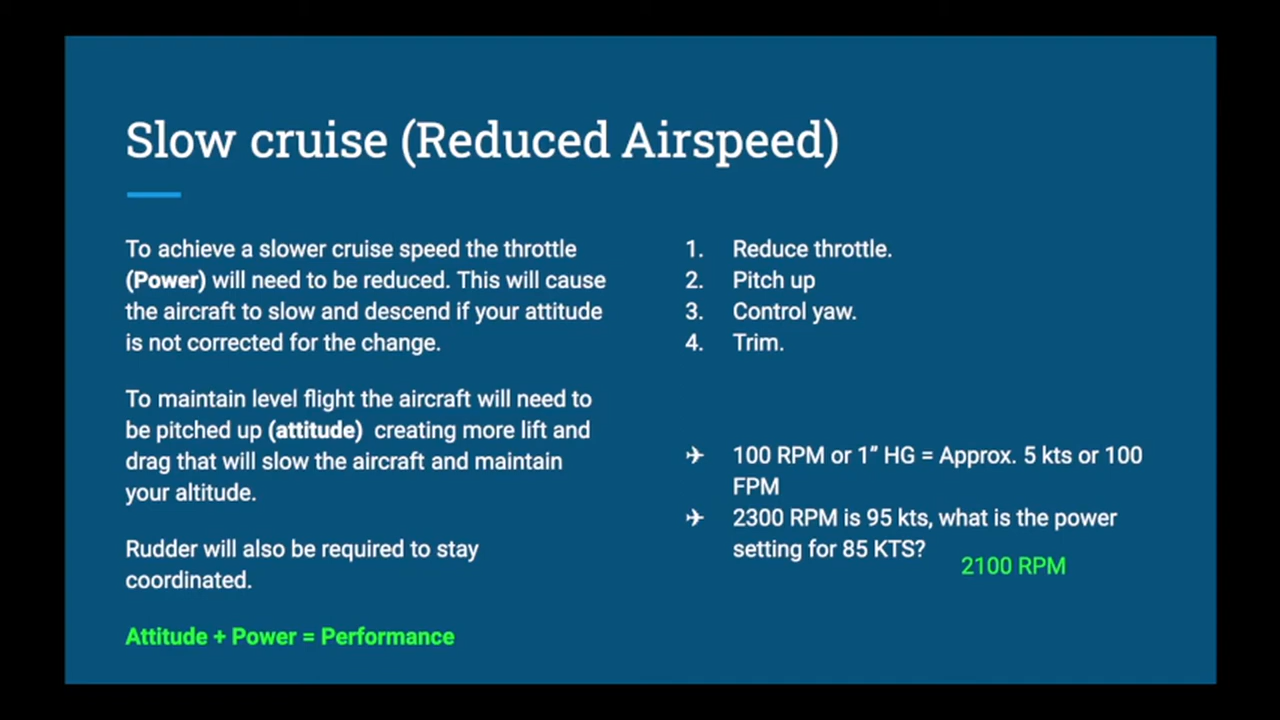 Slow cruise (Reduced Airspeed)
To achieve a slower cruise speed the throttle
(Power) will need to be reduced. This will cause
the aircraft to slow and descend if your attitude
is not corrected for the change.
To maintain level flight the aircraft will need to
be pitched up (attitude) creating more lift and
drag that will slow the aircraft and maintain
your altitude.
Rudder will also be required to stay
coordinated.
Attitude + Power = Performance
1. Reduce throttle.
2. Pitch up
3. Control yaw.
4. Trim.
✈ 100 RPM or 1” HG = Approx. 5 kts or 100
FPM
✈ 2300 RPM is 95 kts, what is the power
setting for 85 KTS?
2100 RPM